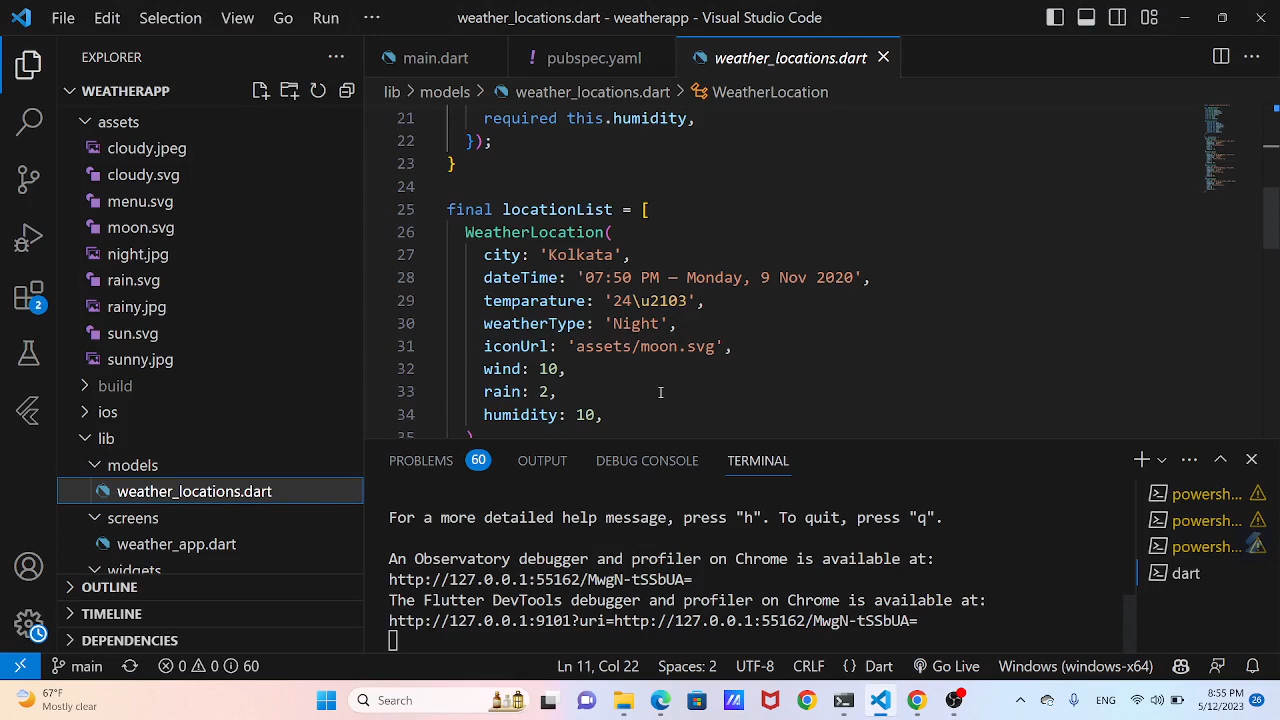 File Edit Selection View Go Run ··· weather_locations.dart - weatherapp - Visual Studio Code
EXPLORER
WEATHERAPP
assets
cloudy.jpeg
cloudy.svg
menu.svg
moon.svg
night.jpg
rain.svg
rainy.jpg
sun.svg
sunny.jpg
build
ios
lib
models
weather_locations.dart
screens
weather_app.dart
widgets
OUTLINE
TIMELINE
DEPENDENCIES
main.dart ! pubspec.yaml weather_locations.dart
lib > models > weather_locations.dart > WeatherLocation
21 required this.humidity,
22 });
23 }
24
25 final locationList = [
26 WeatherLocation(
27 city: 'Kolkata',
28 dateTime: '07:50 PM — Monday, 9 Nov 2020',
29 temparature: '24\u2103',
30 weatherType: 'Night',
31 iconUrl: 'assets/moon.svg',
32 wind: 10,
33 rain: 2,
34 humidity: 10,
35 )
PROBLEMS 60 OUTPUT DEBUG CONSOLE TERMINAL
For a more detailed help message, press "h". To quit, press "q".
An Observatory debugger and profiler on Chrome is available at:
http://127.0.0.1:55162/MwgN-tSSbUA=
The Flutter DevTools debugger and profiler on Chrome is available at:
http://127.0.0.1:9101?uri=http://127.0.0.1:55162/MwgN-tSSbUA=
powersh...
powersh...
powersh...
dart
2
main 0 0 60 Ln 11, Col 22 Spaces: 2 UTF-8 CRLF {} Dart Go Live Windows (windows-x64)
67°F
Mostly clear
Search
ENG
8:55 PM
5/12/2023
26